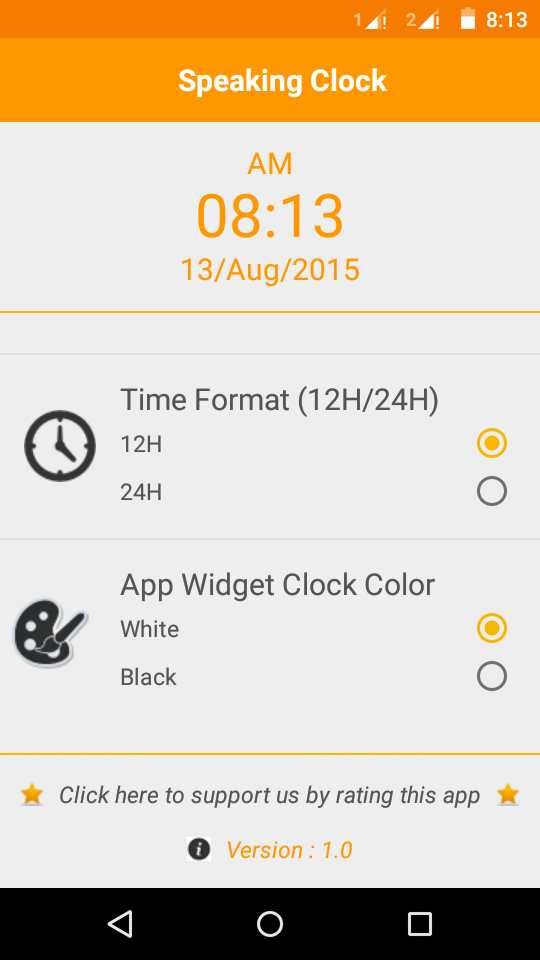 1 2 8:13
Speaking Clock
AM
08:13
13/Aug/2015
Time Format (12H/24H)
12H
24H
App Widget Clock Color
White
Black
Click here to support us by rating this app
Version : 1.0